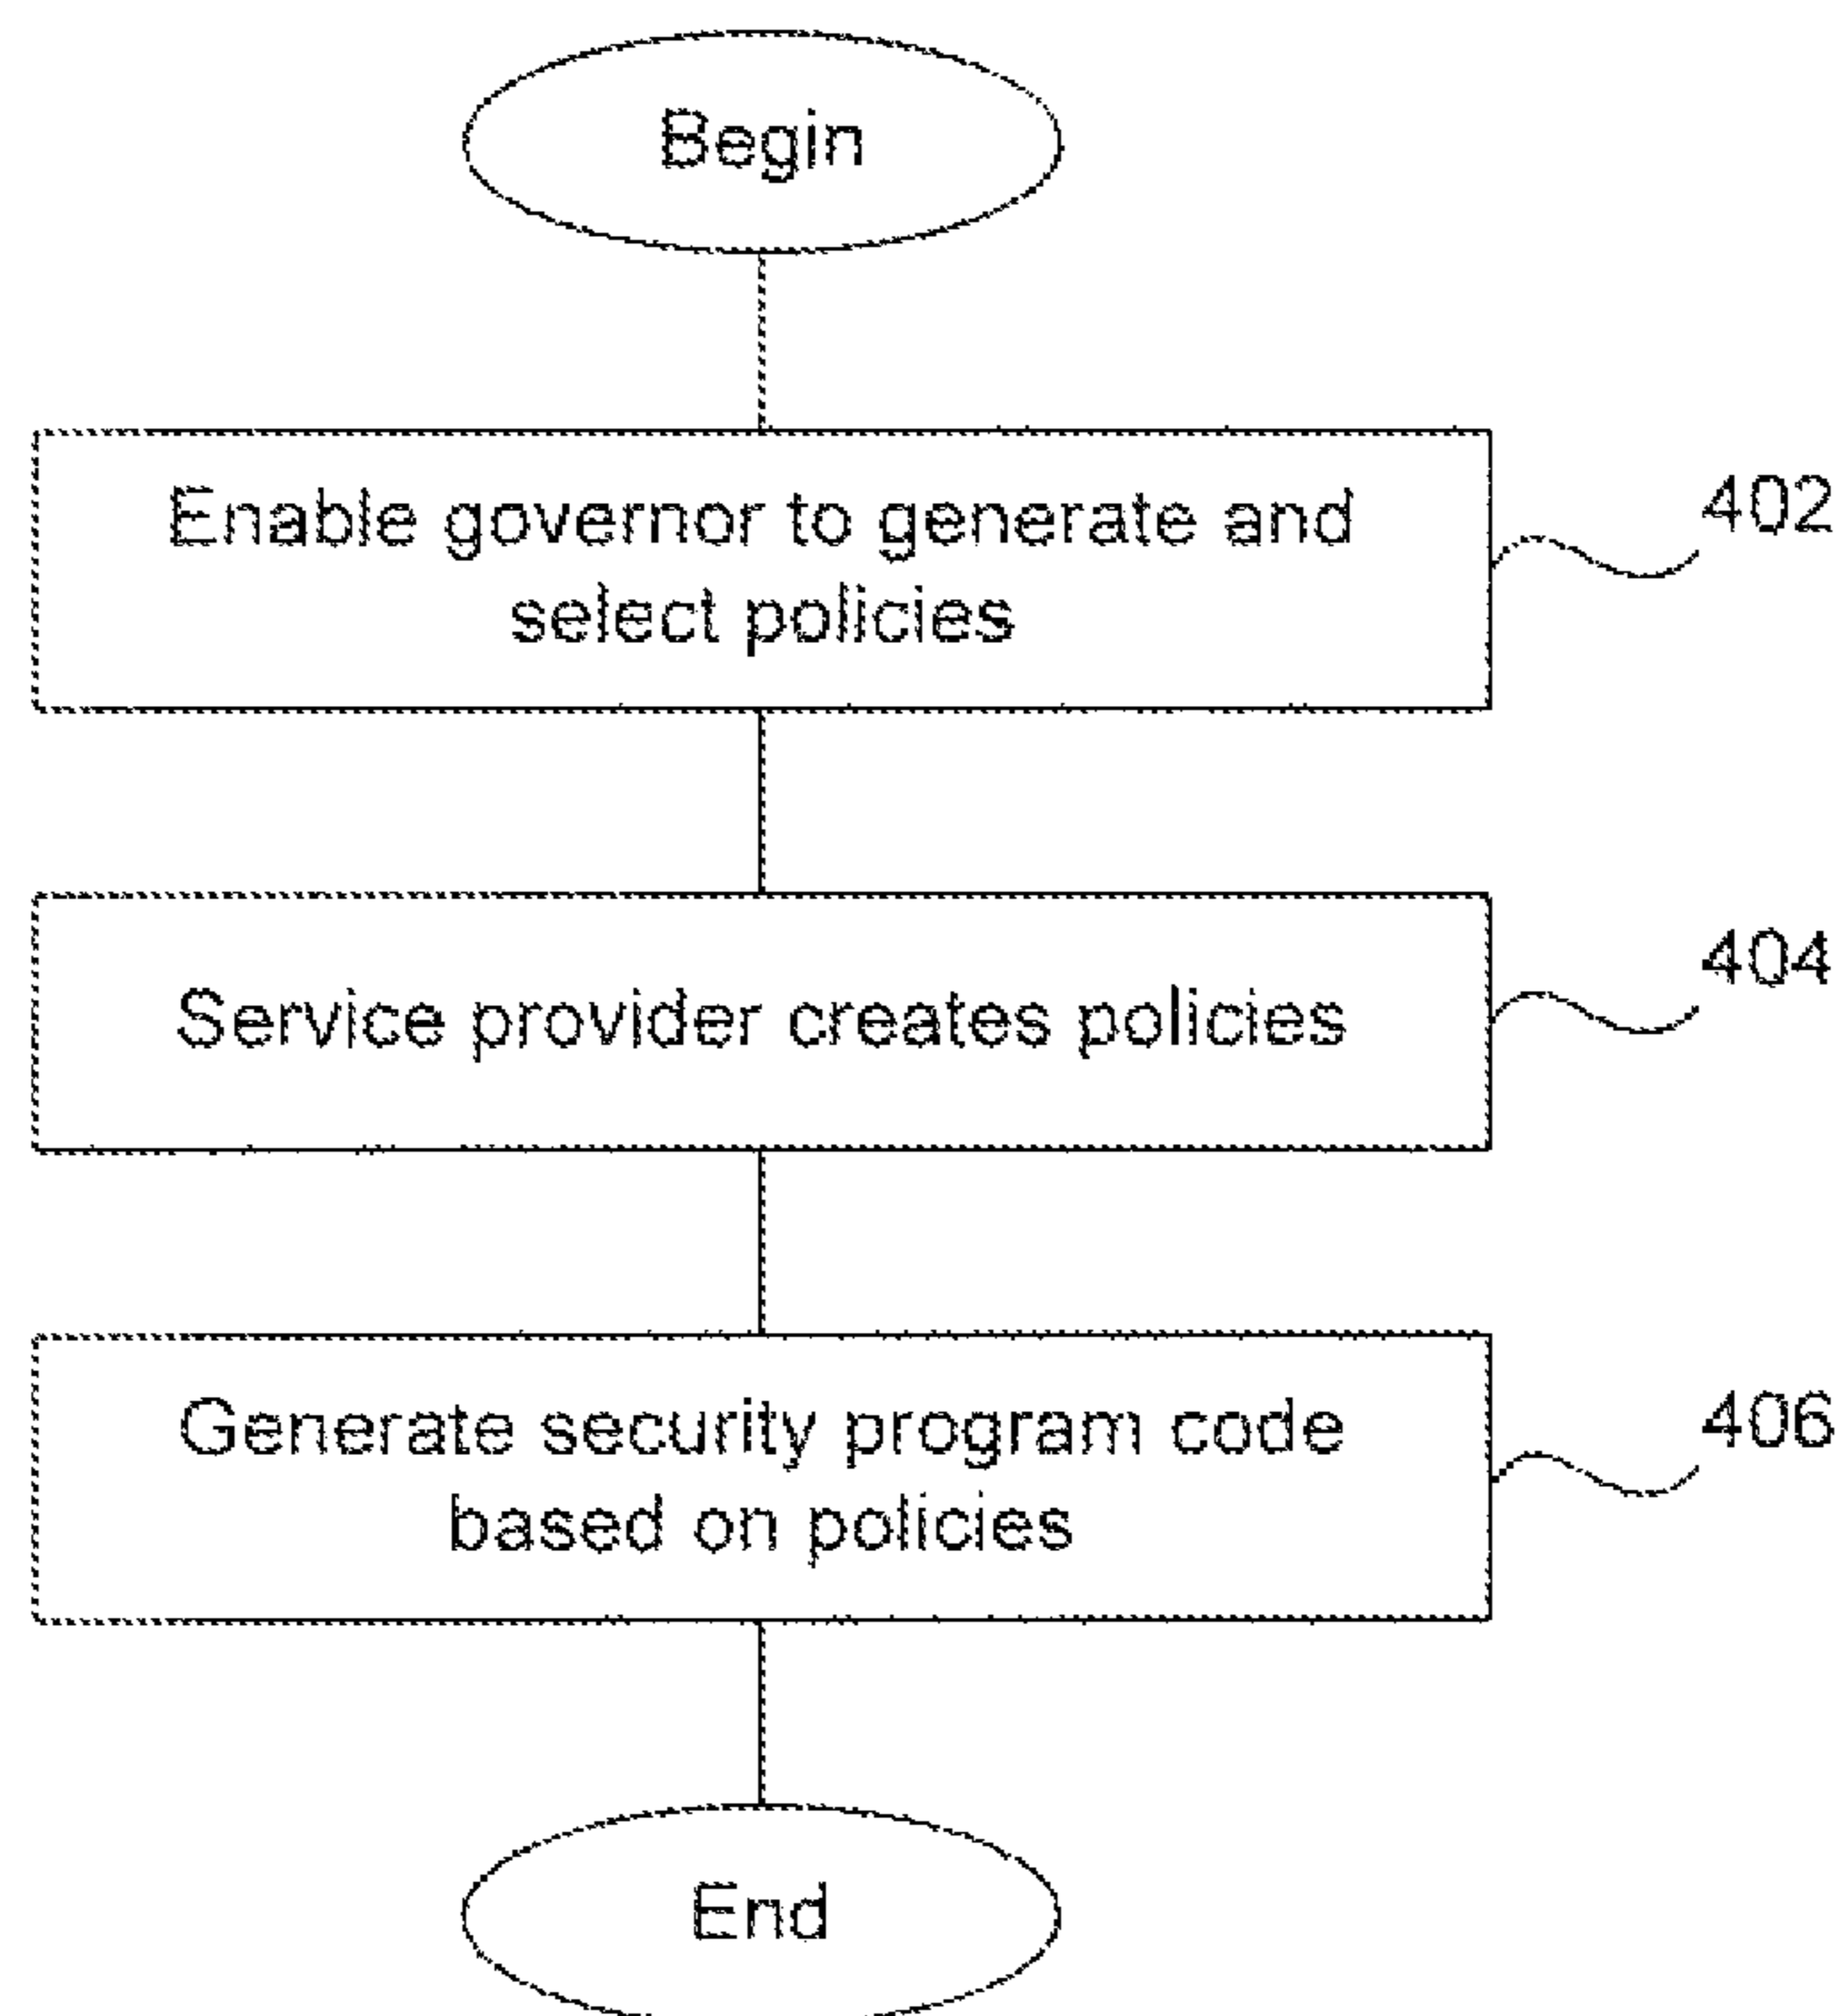 Begin
Enable governor to generate and
select policies
402
Service provider creates policies
404
Generate security program code
based on policies
406
End